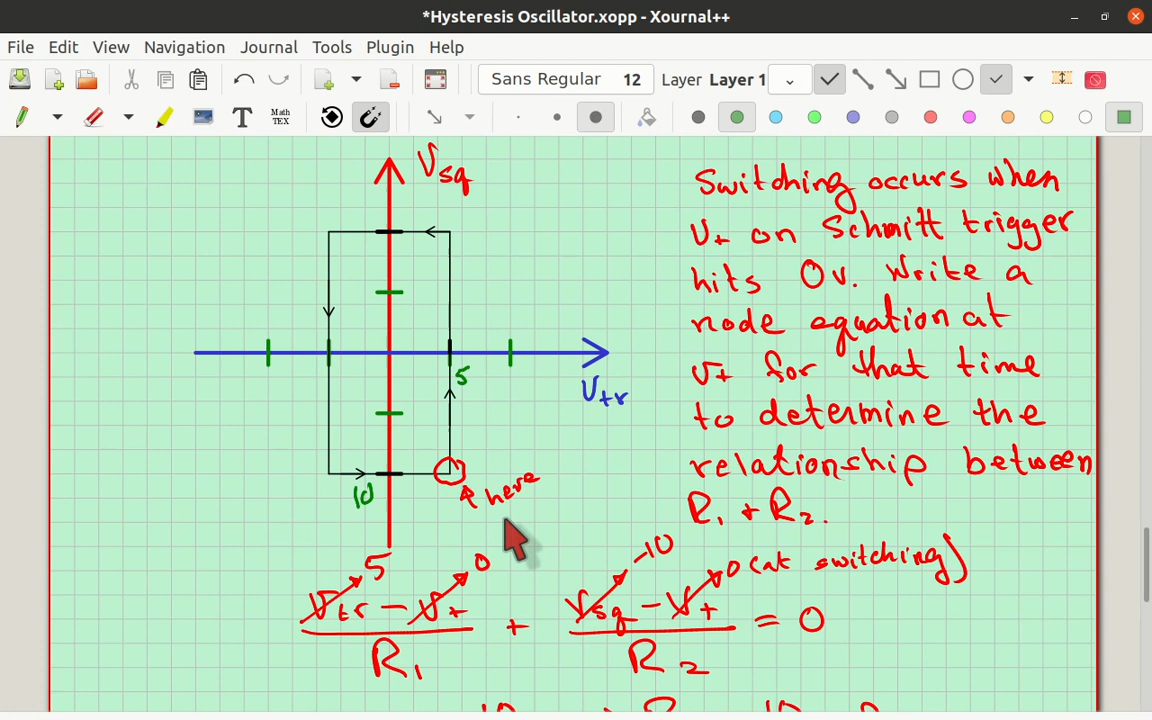 *Hysteresis Oscillator.xopp - Xournal++
File Edit View Navigation Journal Tools Plugin Help
Sans Regular 12 Layer Layer 1
T Math TEX
Vsq
5
Vtr
10
here
Switching occurs when
V+ on Schmitt trigger
hits 0v. Write a
node equation at
V+ for that time
to determine the
relationship between
R1 + R2.
5 0 -10 0 (at switching)
Vtr - V+ + Vsq - V+ = 0
R1 R2